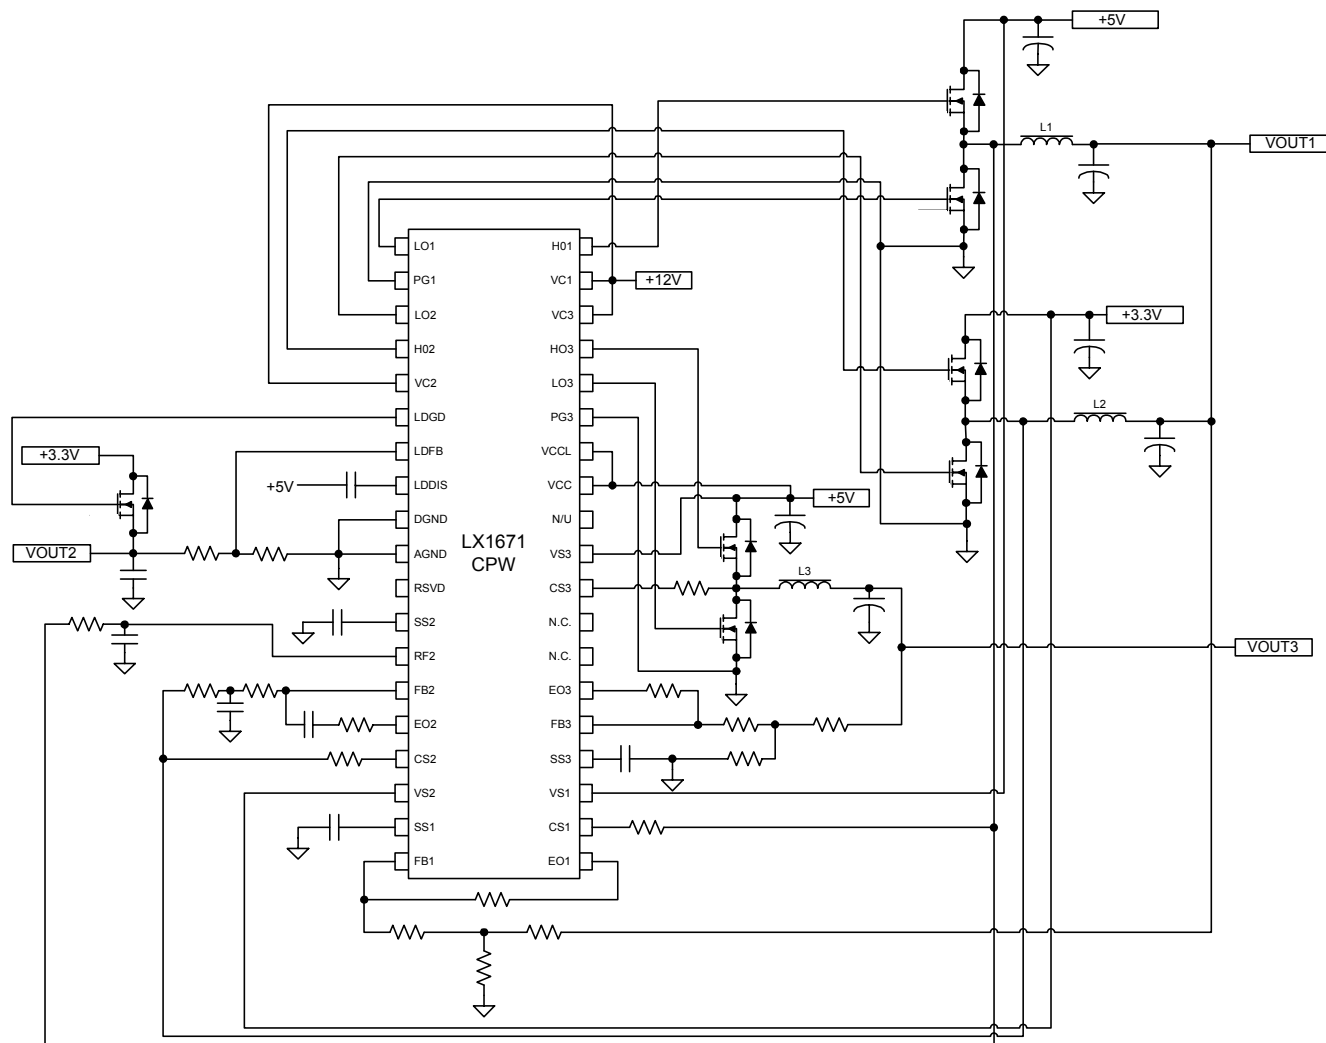 +5V
L1
VOUT1
LO1
H01
PG1
VC1
+12V
LO2
VC3
+3.3V
H02
HO3
VC2
LO3
L2
LDGD
PG3
+3.3V
LDFB
VCCL
+5V
LDDIS
VCC
+5V
DGND
N/U
VOUT2
AGND
LX1671
CPW
VS3
RSVD
CS3
L3
SS2
N.C.
RF2
N.C.
VOUT3
FB2
EO3
EO2
FB3
CS2
SS3
VS2
VS1
SS1
CS1
FB1
EO1